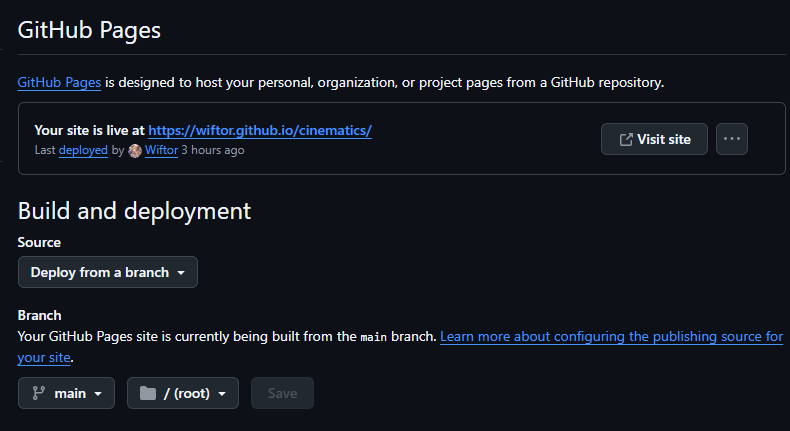 GitHub Pages
GitHub Pages is designed to host your personal, organization, or project pages from a GitHub repository.
Your site is live at https://wiftor.github.io/cinematics/
Last deployed by Wiftor 3 hours ago
Visit site
Build and deployment
Source
Deploy from a branch
Branch
Your GitHub Pages site is currently being built from the main branch. Learn more about configuring the publishing source for
your site.
main
/ (root)
Save